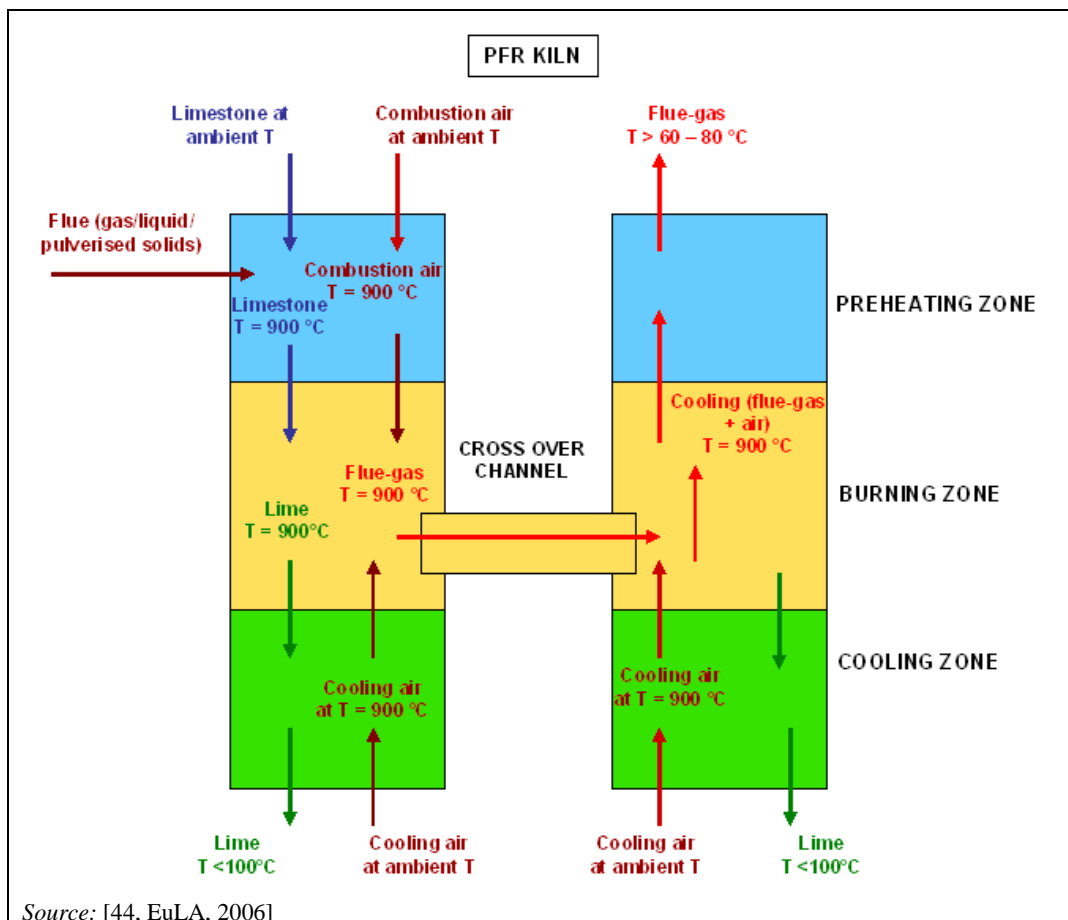 PFR KILN
Limestone at
ambient T
Combustion air
at ambient T
Flue-gas
T > 60 – 80 °C
Flue (gas/liquid/
pulverised solids)
Combustion air
T = 900 °C
Limestone
T = 900 °C
PREHEATING ZONE
Cooling (flue-gas
+ air)
T = 900 °C
CROSS OVER
CHANNEL
Flue-gas
T = 900 °C
Lime
T = 900°C
BURNING ZONE
COOLING ZONE
Cooling air
at T = 900 °C
Cooling air
at T = 900 °C
Lime
T <100°C
Cooling air
at ambient T
Cooling air
at ambient T
Lime
T <100°C
Source: [44, EuLA, 2006]